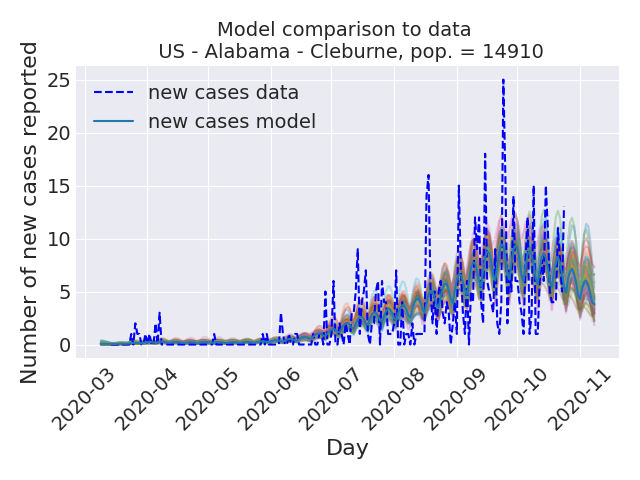 Model comparison to data
US - Alabama - Cleburne, pop. = 14910
Number of new cases reported
25
20
15
10
5
0
new cases data
new cases model
2020-03
2020-04
2020-05
2020-06
2020-07
2020-08
2020-09
2020-10
2020-11
Day